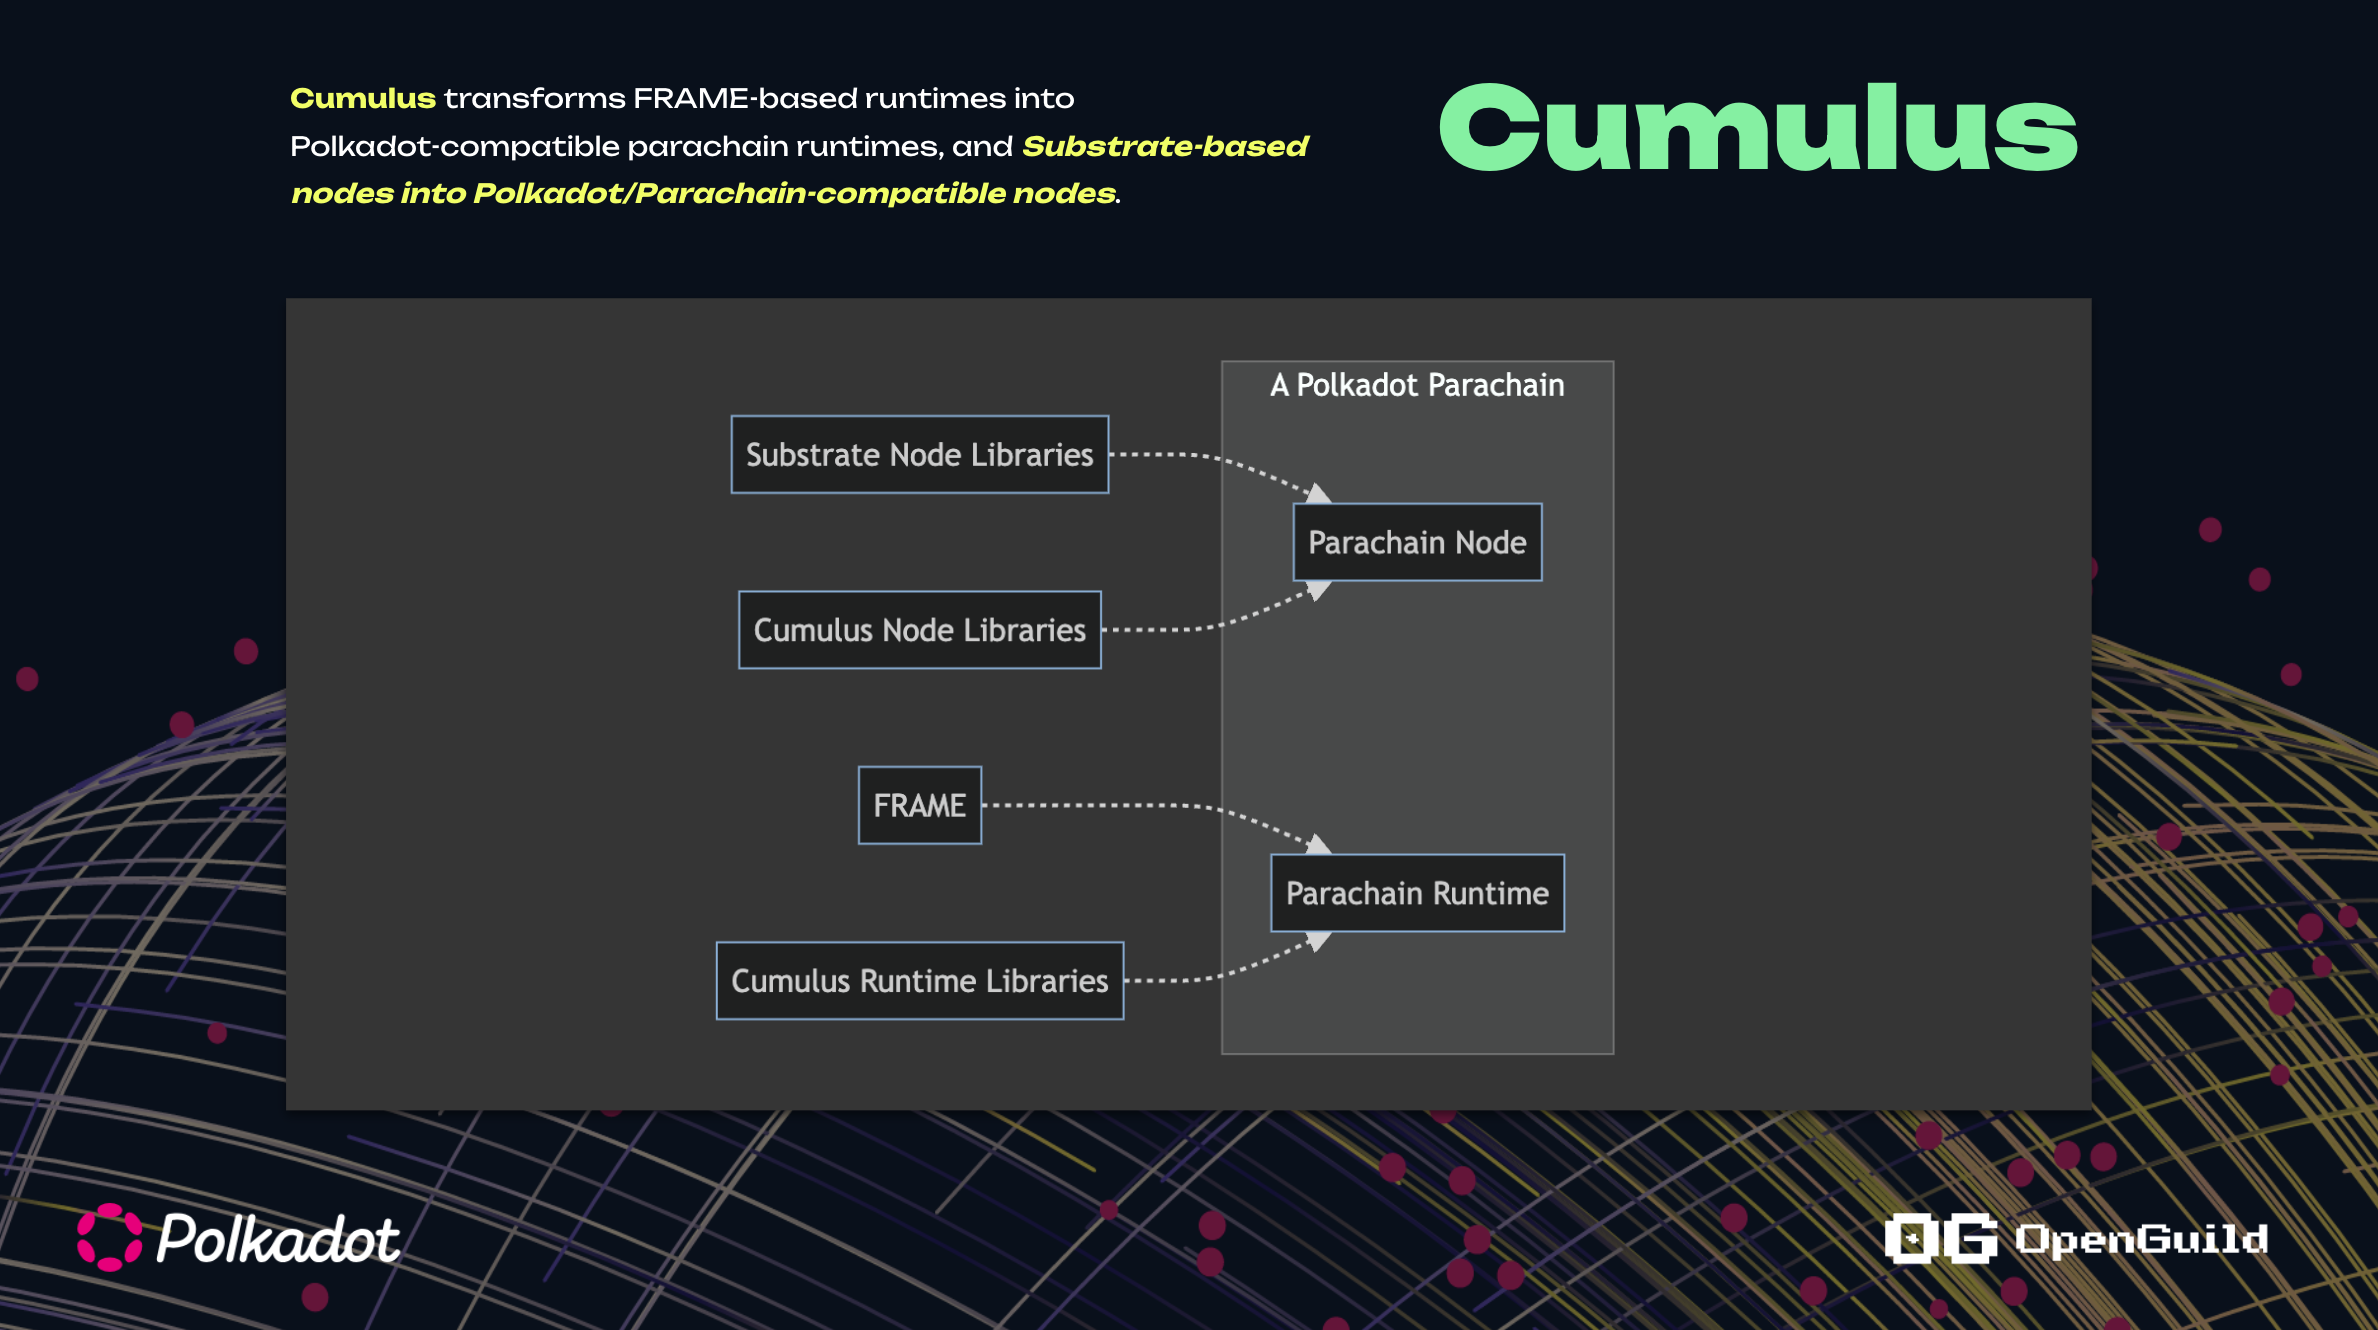 Cumulus transforms FRAME-based runtimes into
Polkadot-compatible parachain runtimes, and Substrate-based
nodes into Polkadot/Parachain-compatible nodes.
Cumulus
A Polkadot Parachain
Substrate Node Libraries
Parachain Node
Cumulus Node Libraries
FRAME
Parachain Runtime
Cumulus Runtime Libraries
Polkadot
OG OpenGuild